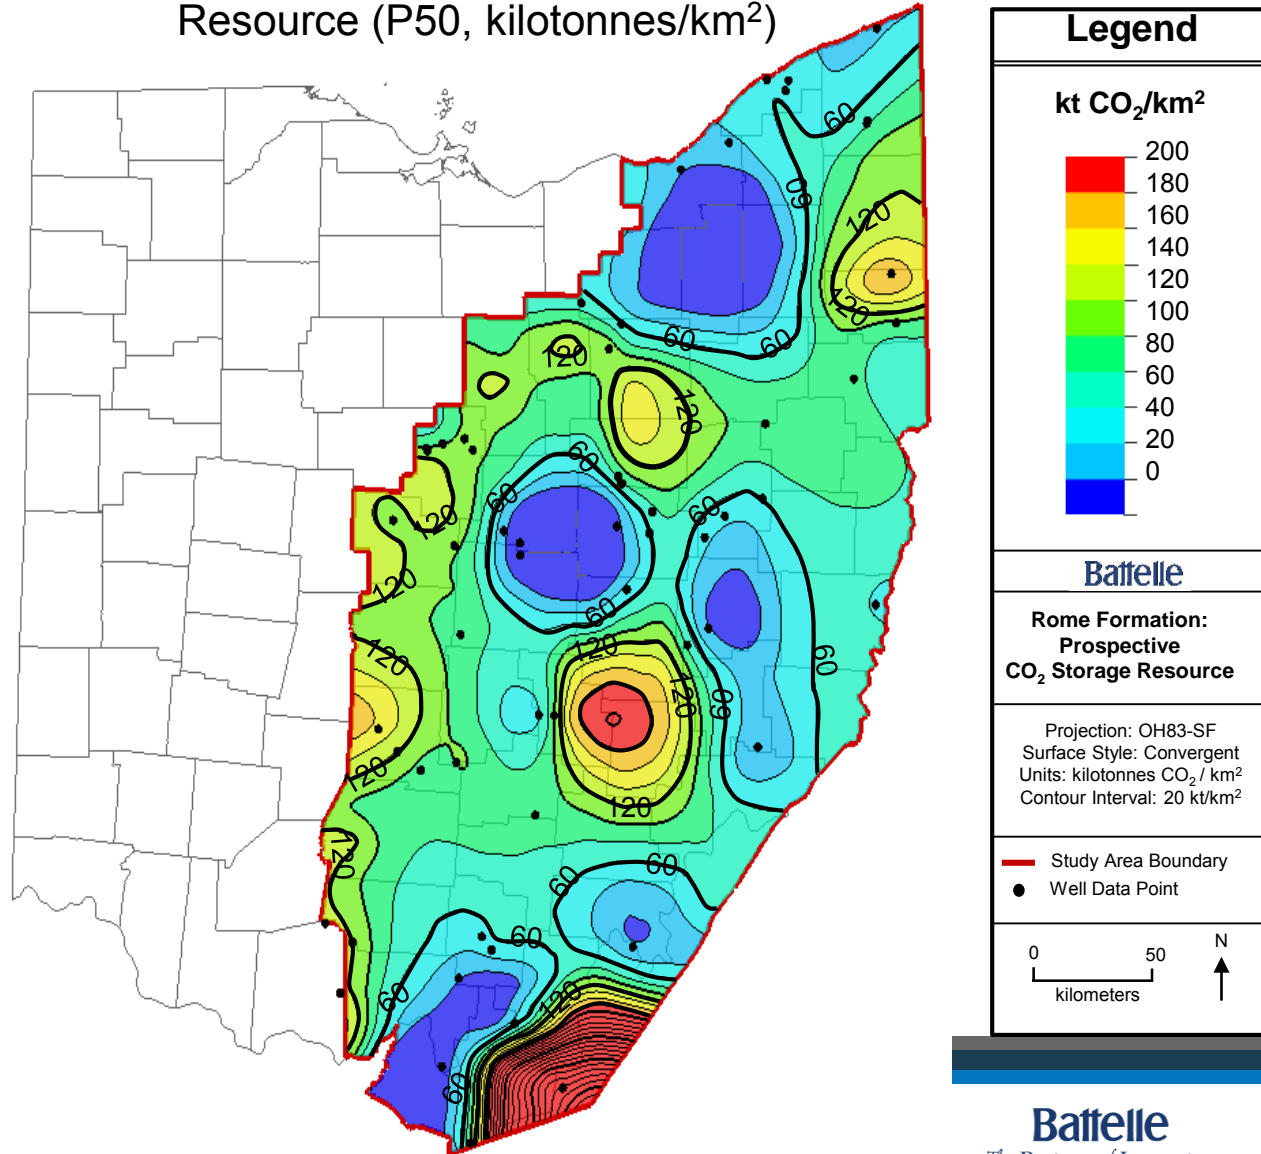 Resource (P50, kilotonnes/km²)
Legend
kt CO₂/km²
200
180
160
140
120
100
80
60
40
20
0
Battelle
Rome Formation:
Prospective
CO₂ Storage Resource
Projection: OH83-SF
Surface Style: Convergent
Units: kilotonnes CO₂ / km²
Contour Interval: 20 kt/km²
Study Area Boundary
Well Data Point
0 50
kilometers
N
Battelle
60
60
120
120
60
60
120
120
60
60
60
120
120
60
120
120
120
60
60
120
120
120
60
60
60
60
120
60